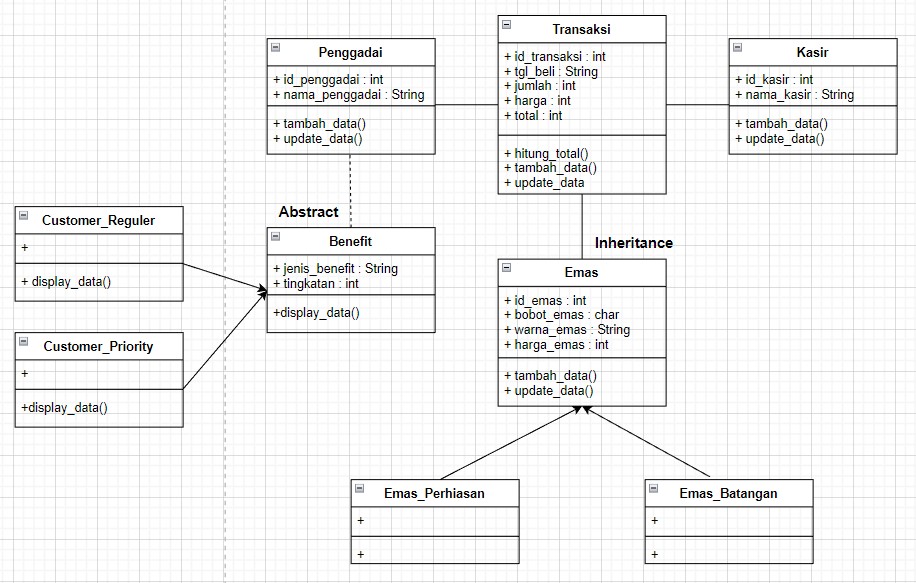 Penggadai
+ id_penggadai : int
+ nama_penggadai : String
+ tambah_data()
+ update_data()
Transaksi
+ id_transaksi : int
+ tgl_beli : String
+ jumlah : int
+ harga : int
+ total : int
+ hitung_total()
+ tambah_data()
+ update_data
Kasir
+ id_kasir : int
+ nama_kasir : String
+ tambah_data()
+ update_data()
Customer_Reguler
+
+ display_data()
Abstract
Benefit
+ jenis_benefit : String
+ tingkatan : int
+display_data()
Inheritance
Emas
+ id_emas : int
+ bobot_emas : char
+ warna_emas : String
+ harga_emas : int
+ tambah_data()
+ update_data()
Customer_Priority
+
+display_data()
Emas_Perhiasan
+
+
Emas_Batangan
+
+